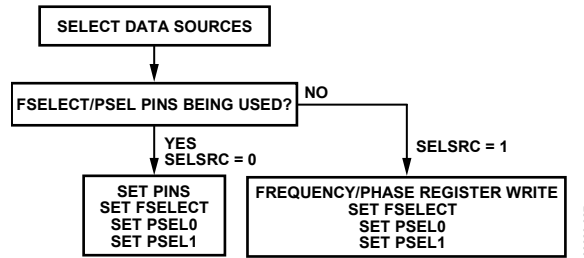 SELECT DATA SOURCES
FSELECT/PSEL PINS BEING USED?
NO
YES
SELSRC = 0
SELSRC = 1
SET PINS
SET FSELECT
SET PSEL0
SET PSEL1
FREQUENCY/PHASE REGISTER WRITE
SET FSELECT
SET PSEL0
SET PSEL1